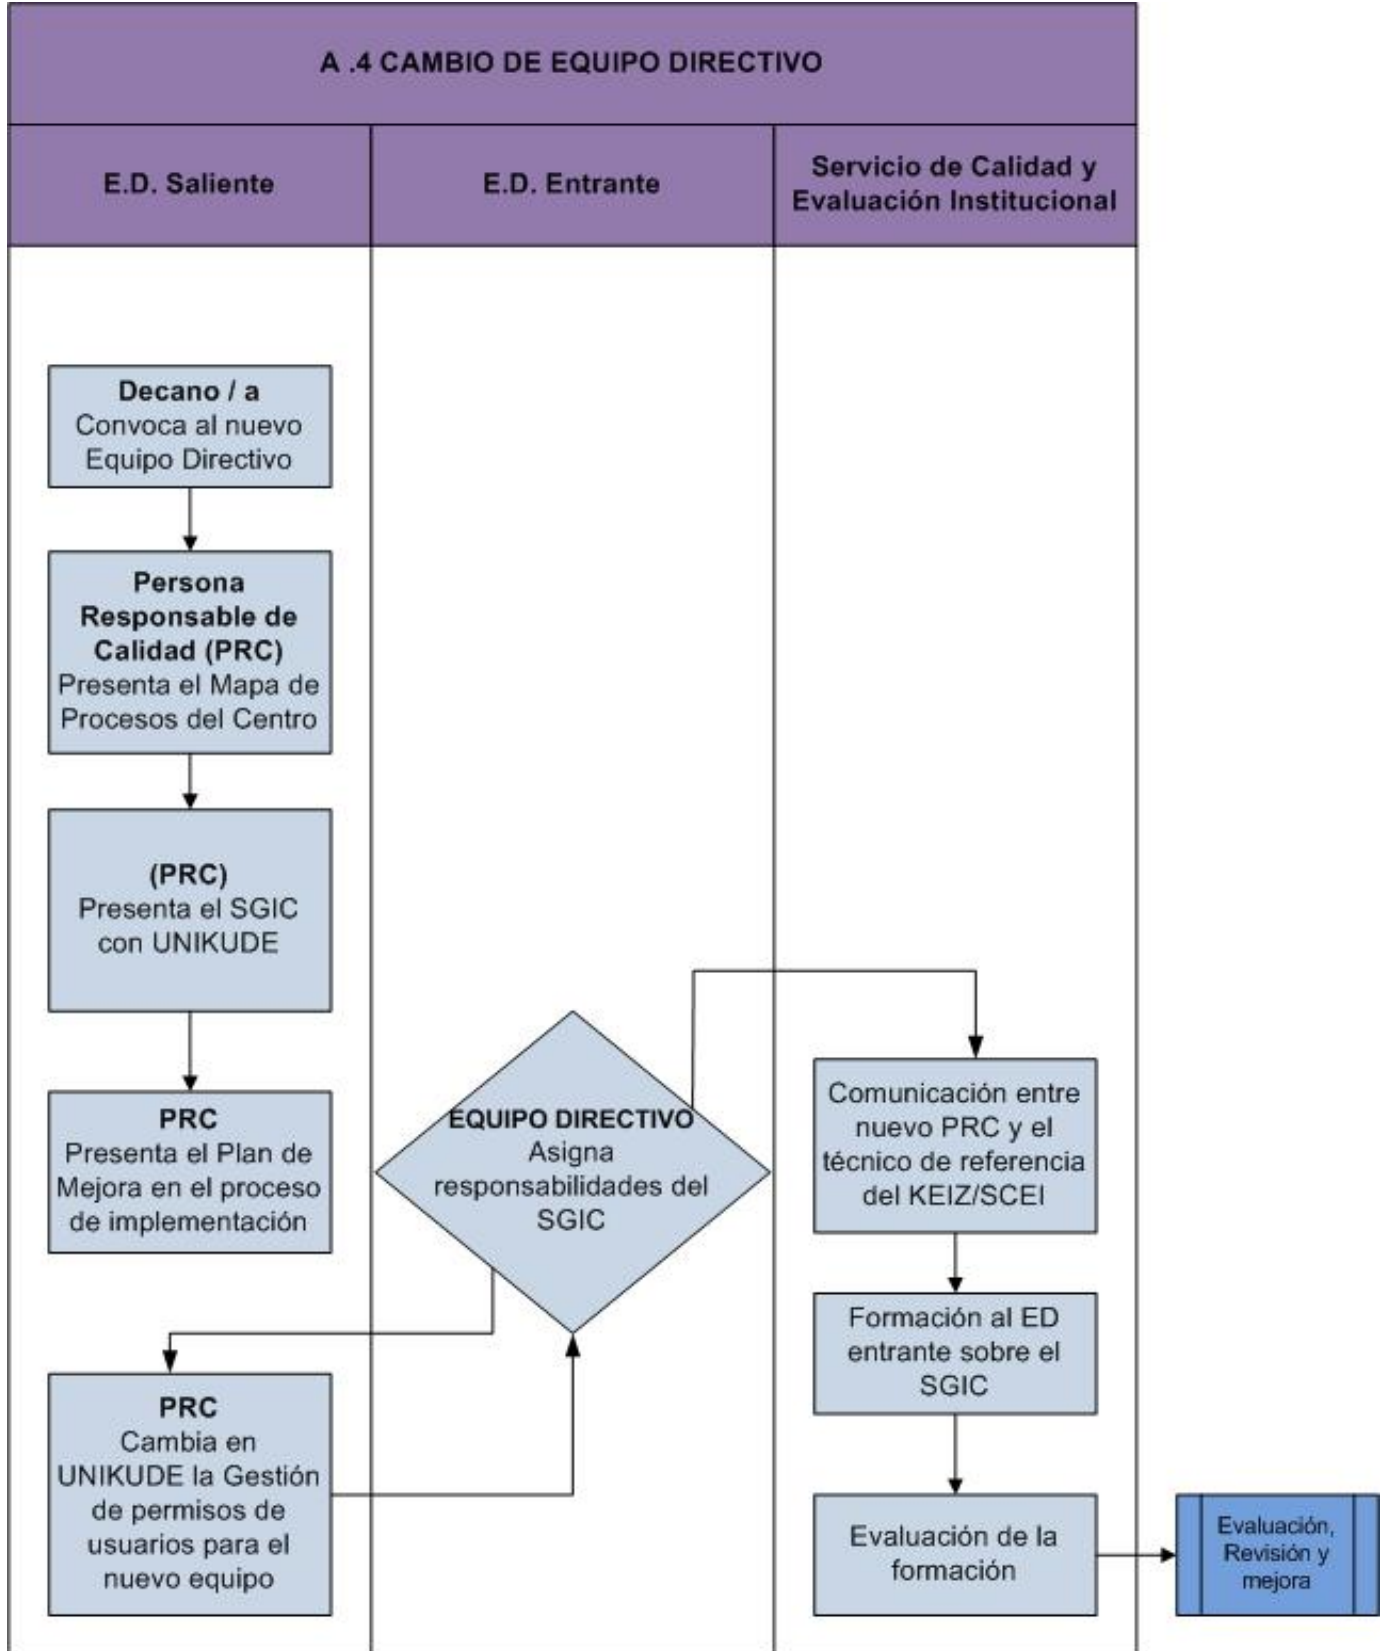 A .4 CAMBIO DE EQUIPO DIRECTIVO
E.D. Saliente
E.D. Entrante
Servicio de Calidad y
Evaluación Institucional
Decano / a
Convoca al nuevo
Equipo Directivo
Persona
Responsable de
Calidad (PRC)
Presenta el Mapa de
Procesos del Centro
(PRC)
Presenta el SGIC
con UNIKUDE
PRC
Presenta el Plan de
Mejora en el proceso
de implementación
EQUIPO DIRECTIVO
Asigna
responsabilidades del
SGIC
PRC
Cambia en
UNIKUDE la Gestión
de permisos de
usuarios para el
nuevo equipo
Comunicación entre
nuevo PRC y el
técnico de referencia
del KEIZ/SCEI
Formación al ED
entrante sobre el
SGIC
Evaluación de la
formación
Evaluación,
Revisión y
mejora